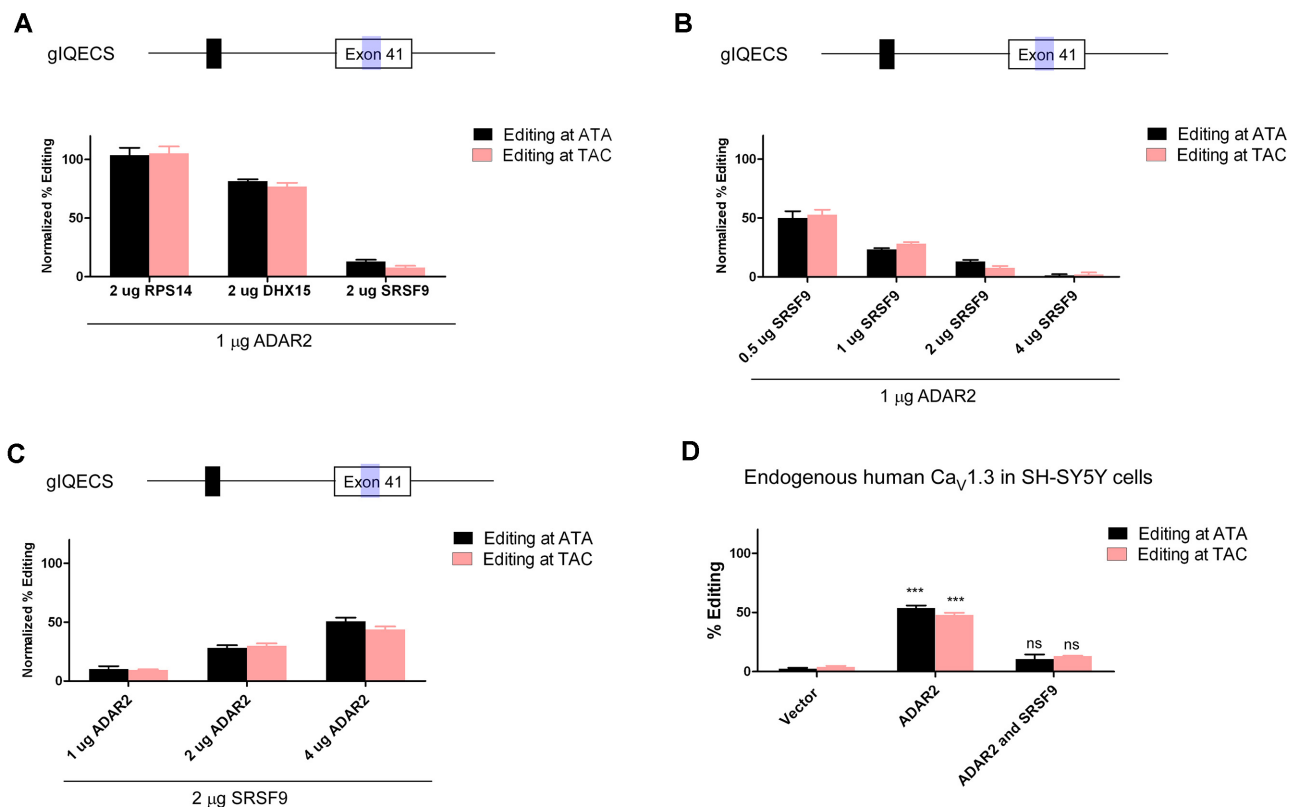 A
gIQECS
Exon 41
Normalized % Editing
100
50
0
Editing at ATA
Editing at TAC
2 ug RPS14
2 ug DHX15
2 ug SRSF9
1 μg ADAR2
B
gIQECS
Exon 41
Normalized % Editing
100
50
0
Editing at ATA
Editing at TAC
0.5 ug SRSF9
1 ug SRSF9
2 ug SRSF9
4 ug SRSF9
1 μg ADAR2
C
gIQECS
Exon 41
Normalized % Editing
100
50
0
Editing at ATA
Editing at TAC
1 ug ADAR2
2 ug ADAR2
4 ug ADAR2
2 μg SRSF9
D
Endogenous human CaV1.3 in SH-SY5Y cells
% Editing
100
50
0
Editing at ATA
Editing at TAC
*** ***
ns ns
Vector
ADAR2
ADAR2 and SRSF9